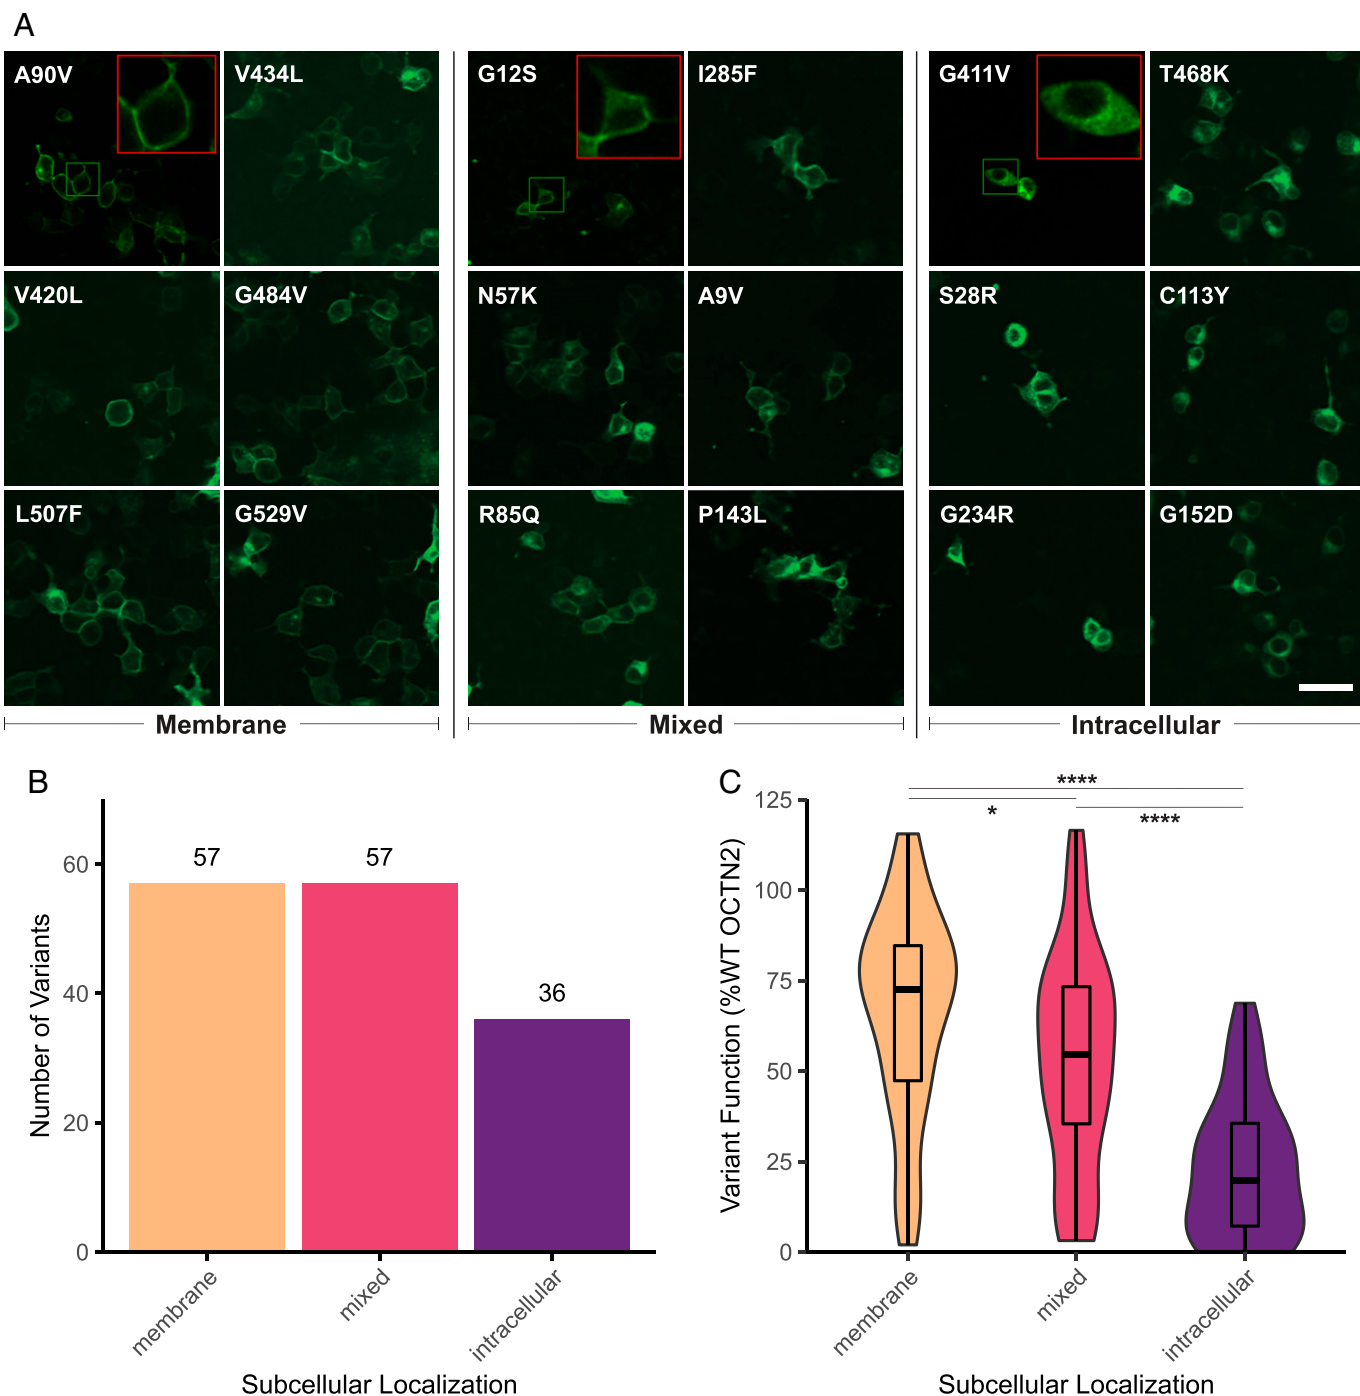 A
A90V V434L G12S I285F G411V T468K
V420L G484V N57K A9V S28R C113Y
L507F G529V R85Q P143L G234R G152D
Membrane Mixed Intracellular
B
Number of Variants
60
40
20
0
57 57 36
membrane mixed intracellular
Subcellular Localization
C
Variant Function (%WT OCTN2)
125
100
75
50
25
0
****
* ****
membrane mixed intracellular
Subcellular Localization